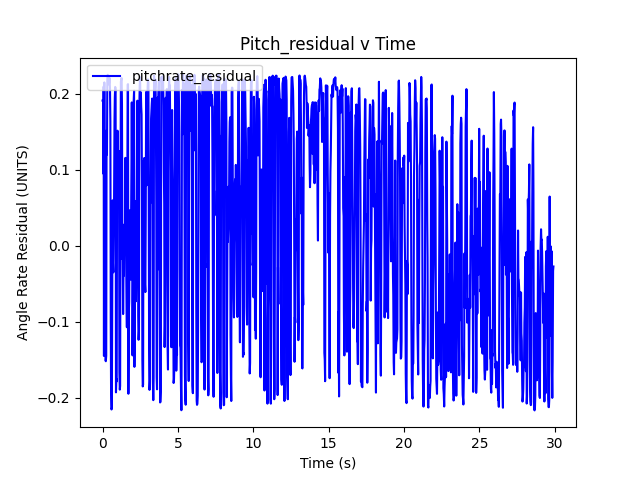 Pitch_residual v Time
pitchrate_residual
Angle Rate Residual (UNITS)
0.2
0.1
0.0
−0.1
−0.2
0 5 10 15 20 25 30
Time (s)